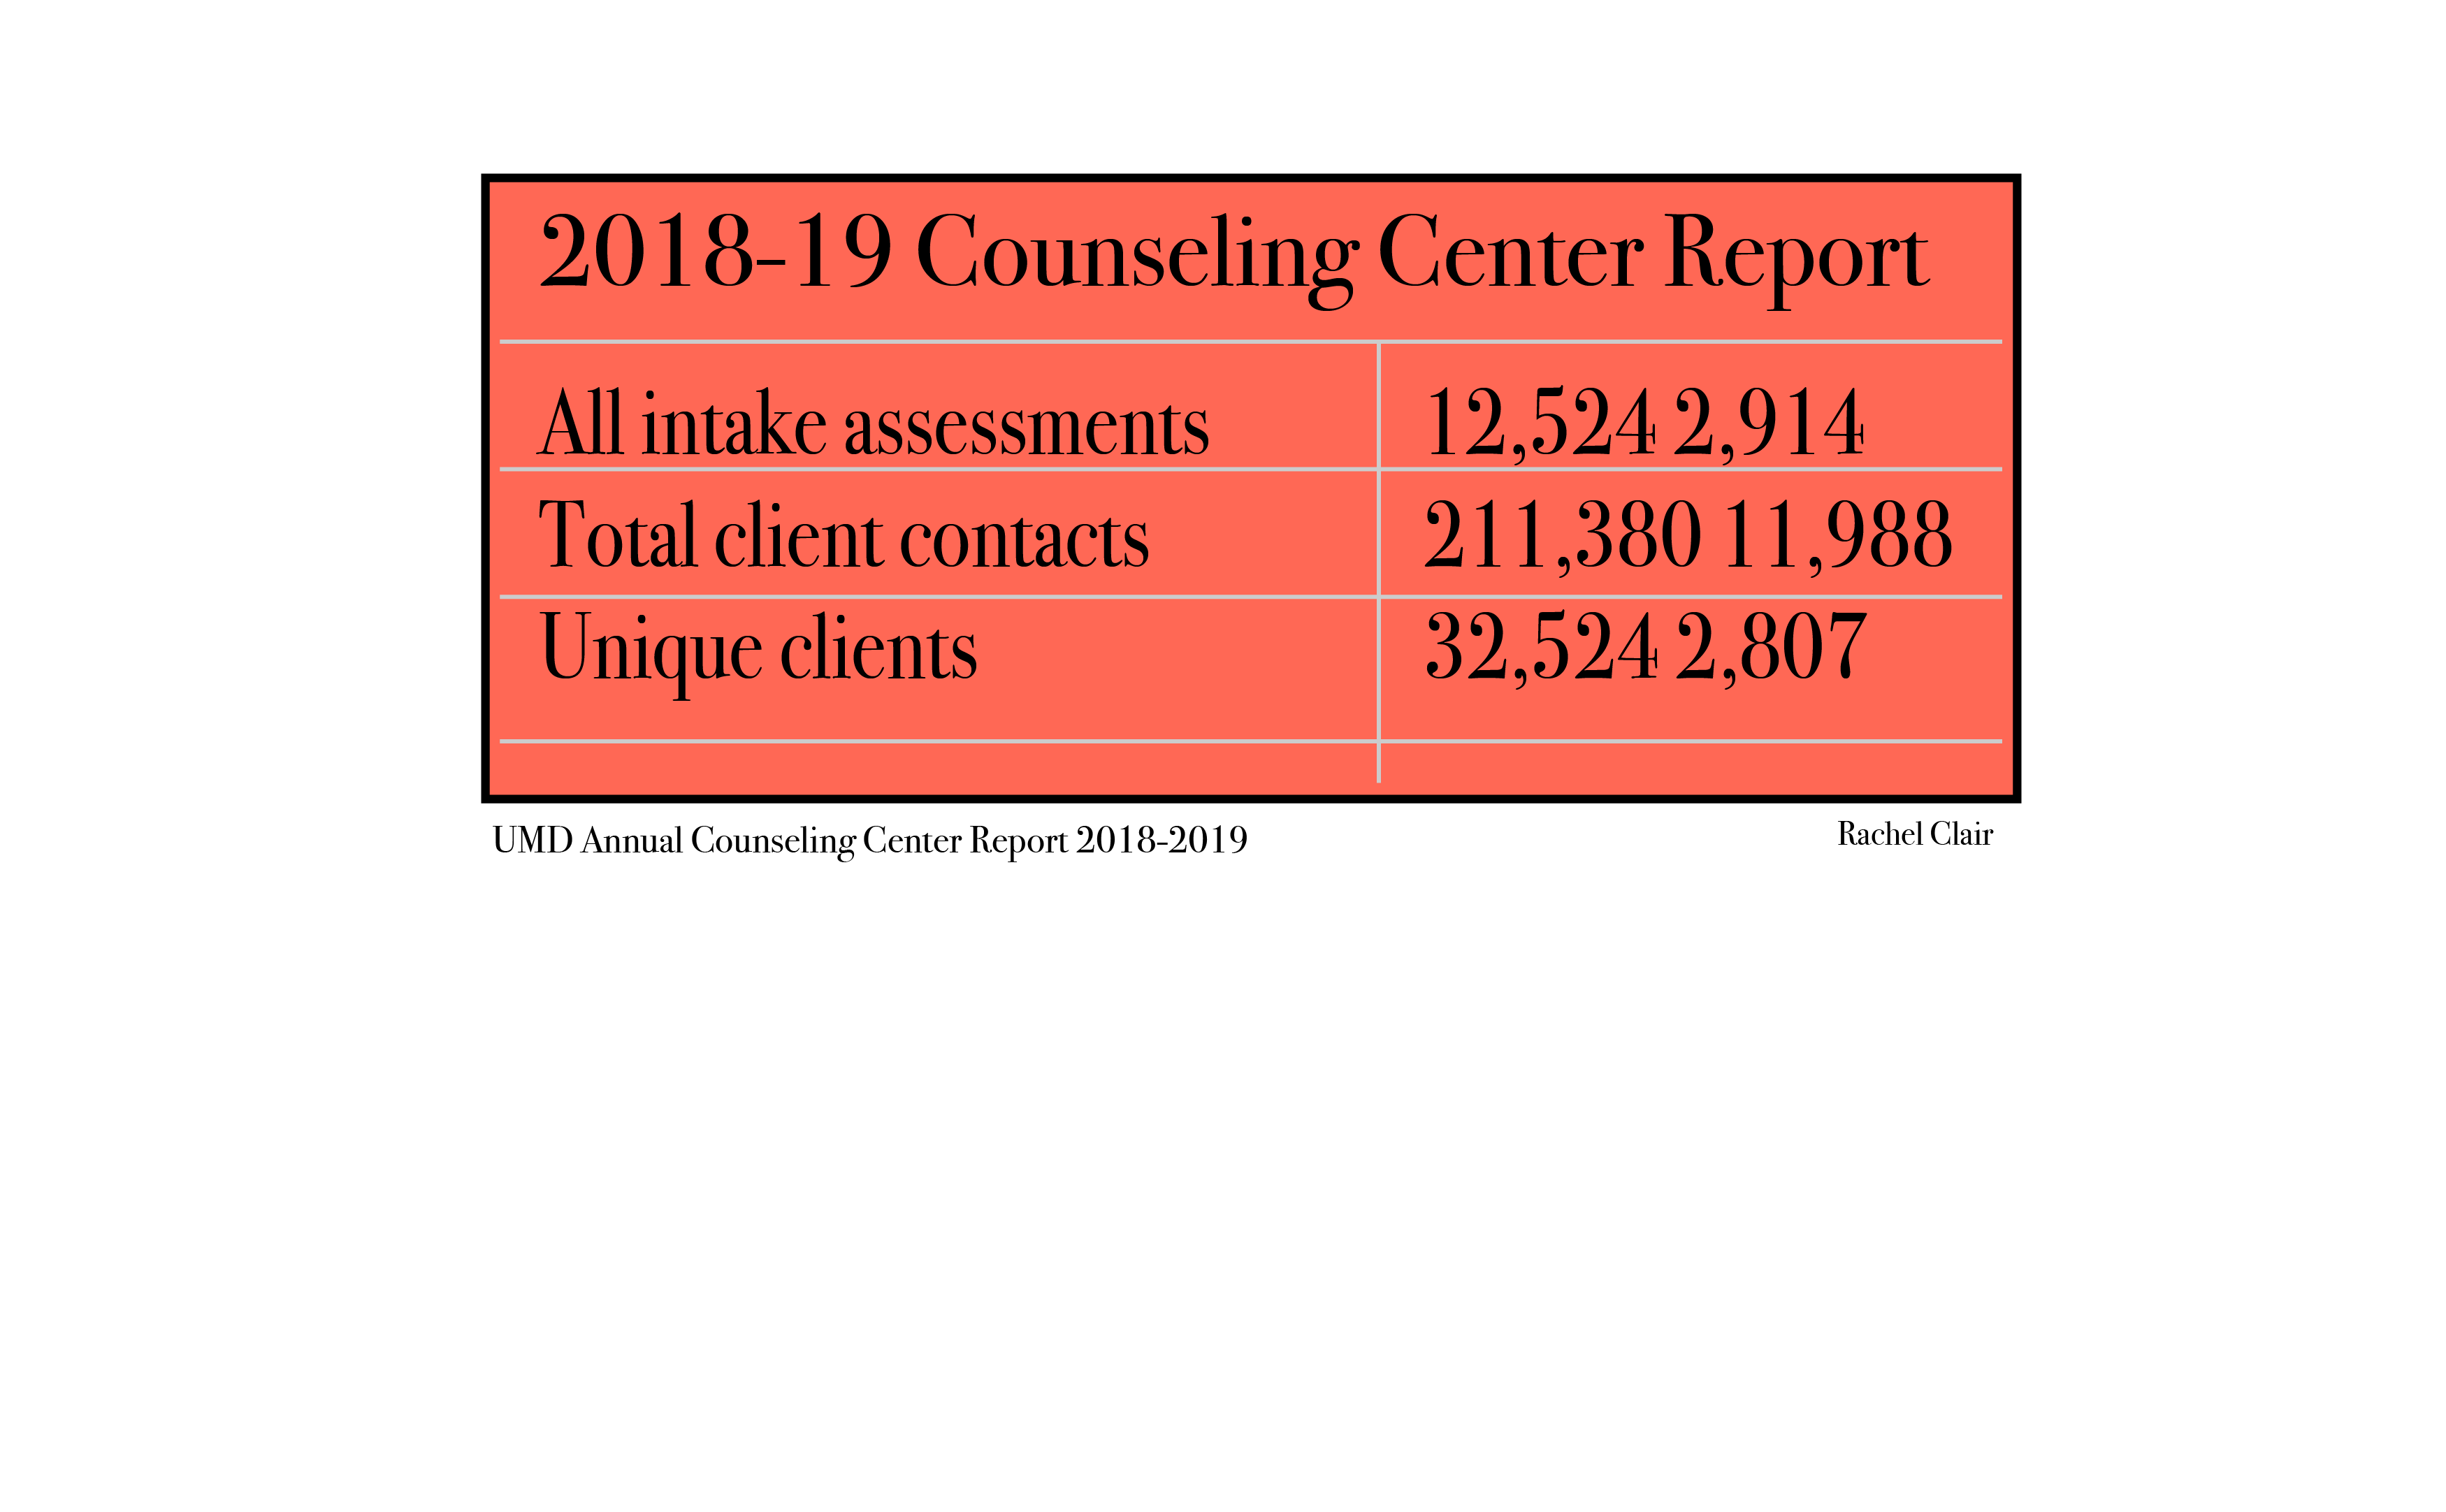 2018-19 Counseling Center Report
All intake assessments 12,524 2,914
Total client contacts 211,380 11,988
Unique clients 32,524 2,807
UMD Annual Counseling Center Report 2018-2019
Rachel Clair